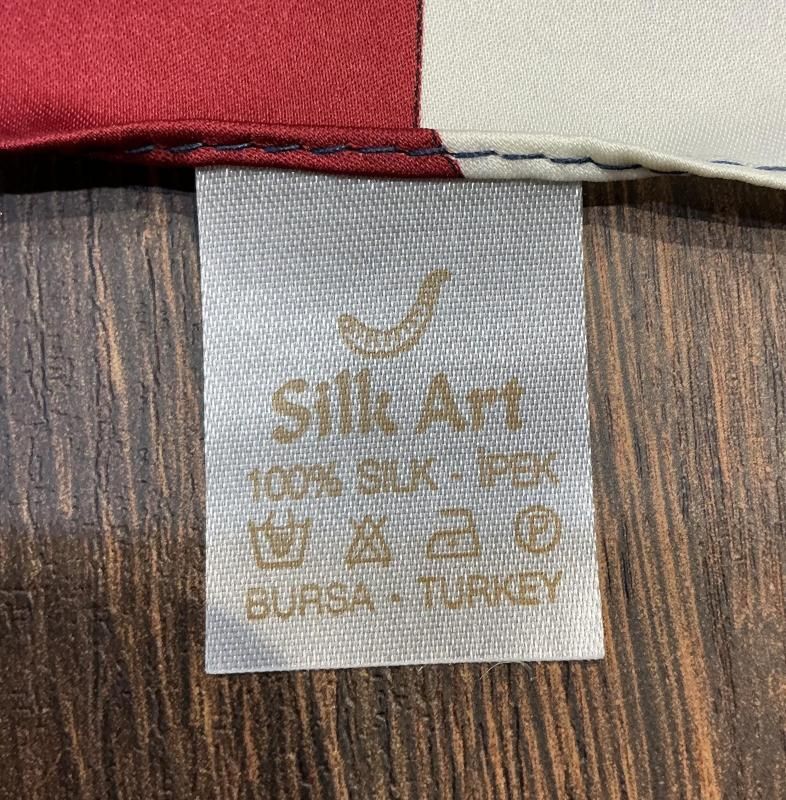 Silk Art
100% SILK - İPEK
P
BURSA • TURKEY